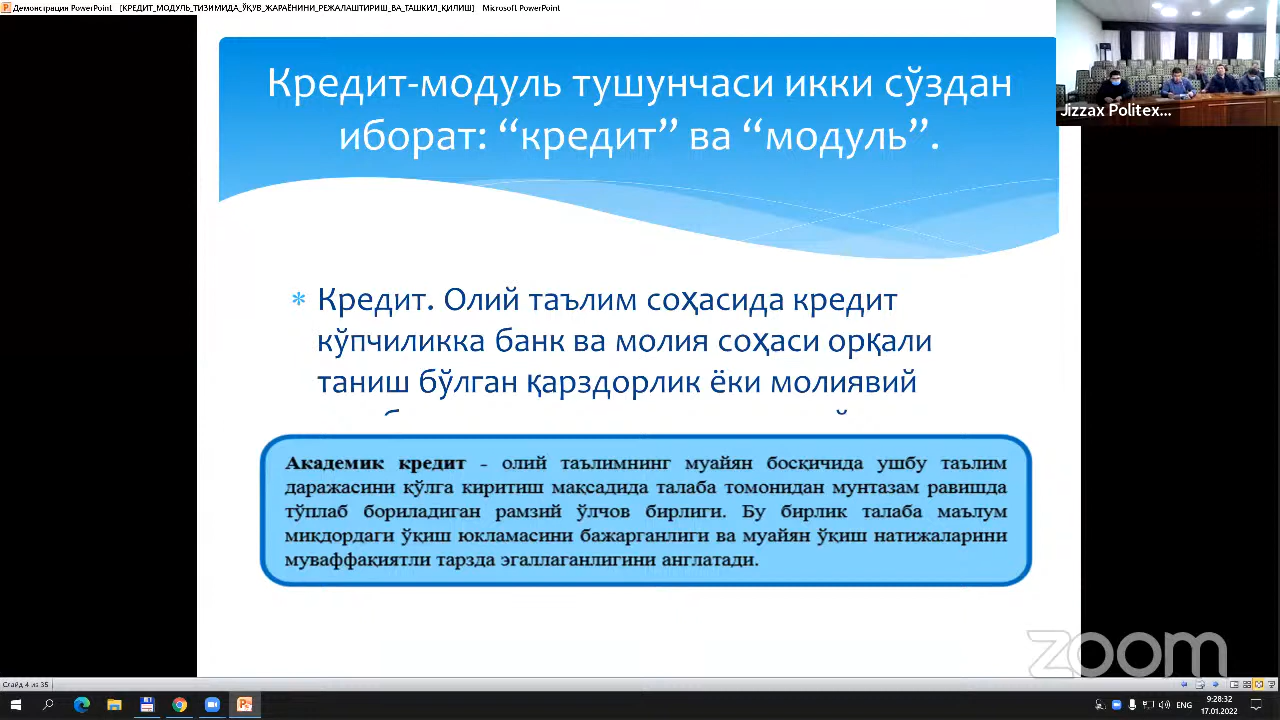 Демонстрация PowerPoint - [КРЕДИТ_МОДУЛЬ_ТИЗИМИДА_ЎҚУВ_ЖАРАЁНИНИ_РЕЖАЛАШТИРИШ_ВА_ТАШКИЛ_ҚИЛИШ] - Microsoft PowerPoint
Jizzax Politex...
Кредит-модуль тушунчаси икки сўздан
иборат: “кредит” ва “модуль”.
* Кредит. Олий таълим соҳасида кредит
кўпчиликка банк ва молия соҳаси орқали
таниш бўлган қарздорлик ёки молиявий
Академик кредит - олий таълимнинг муайян босқичида ушбу таълим
даражасини қўлга киритиш мақсадида талаба томонидан мунтазам равишда
тўплаб бориладиган рамзий ўлчов бирлиги. Бу бирлик талаба маълум
миқдордаги ўқиш юкламасини бажарганлиги ва муайян ўқиш натижаларини
муваффақиятли тарзда эгаллаганлигини англатади.
zoom
Слайд 4 из 35
ENG
9:28:32
17.01.2022